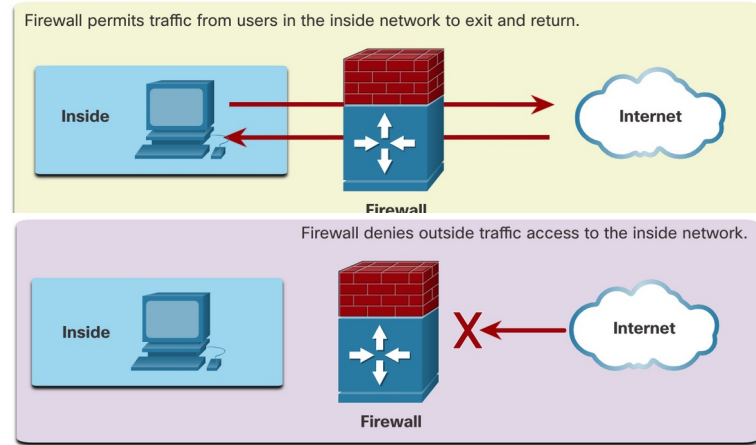 Firewall permits traffic from users in the inside network to exit and return.
Inside
Internet
Firewall
Firewall denies outside traffic access to the inside network.
Inside
X
Internet
Firewall